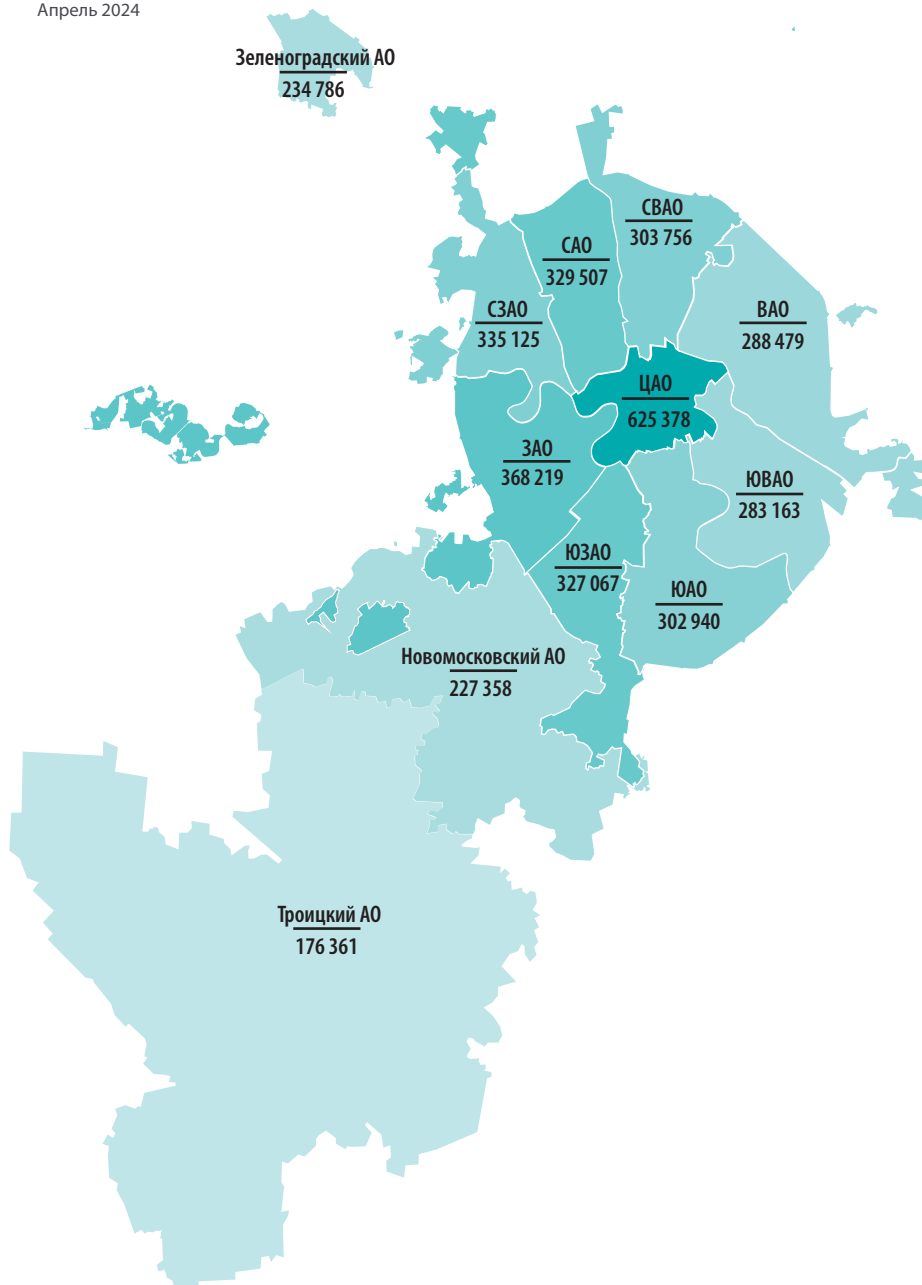 Апрель 2024
Зеленоградский АО
234 786
СВАО
303 756
САО
329 507
СЗАО
335 125
ВАО
288 479
ЦАО
625 378
ЗАО
368 219
ЮВАО
283 163
ЮЗАО
327 067
ЮАО
302 940
Новомосковский АО
227 358
Троицкий АО
176 361